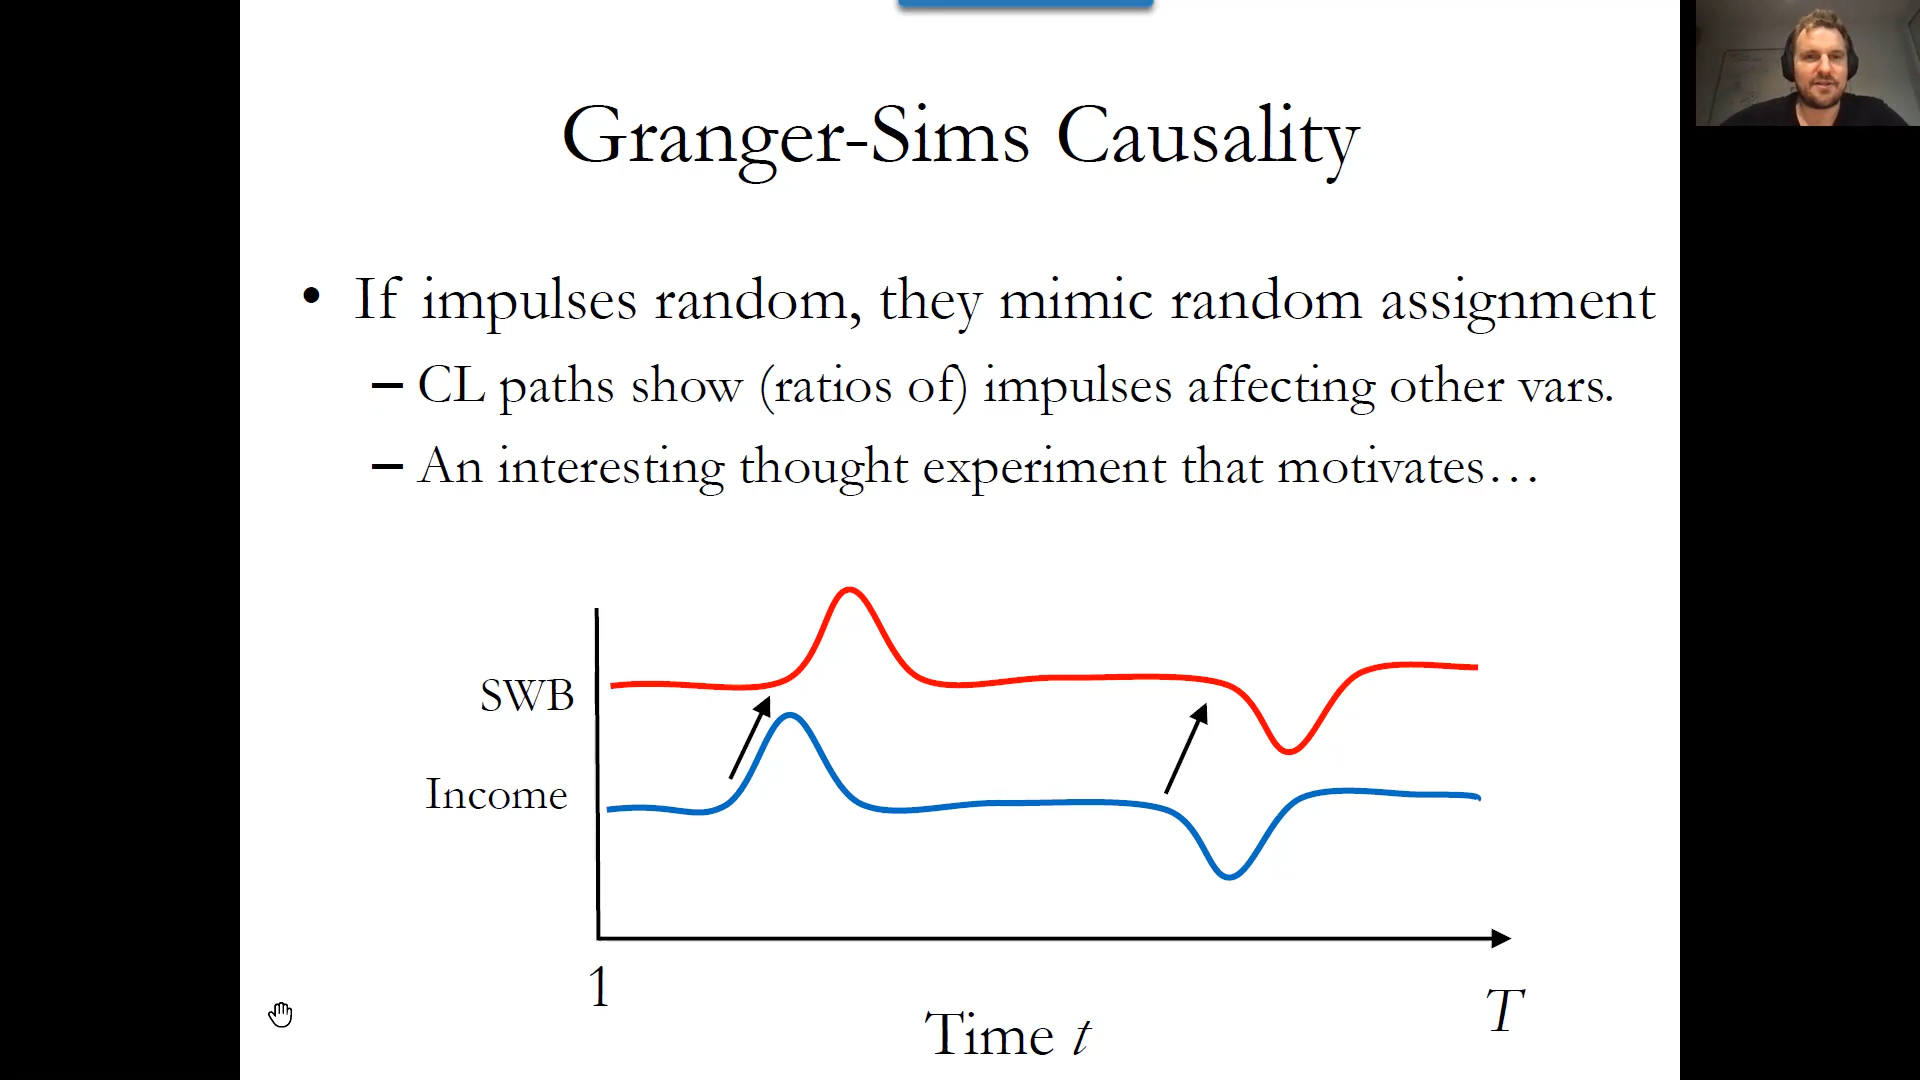 Granger-Sims Causality
• If impulses random, they mimic random assignment
– CL paths show (ratios of) impulses affecting other vars.
– An interesting thought experiment that motivates…
SWB
Income
1
T
Time t